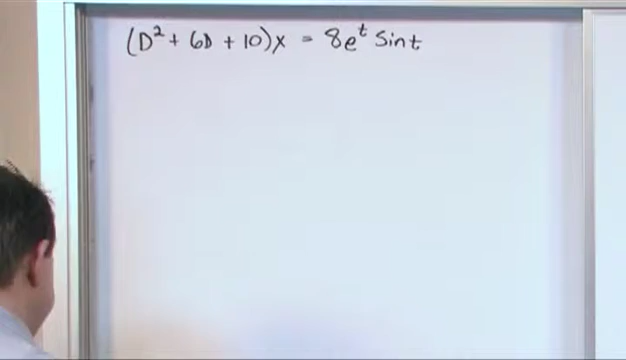 (D² + 6D + 10)x = 8eᵗ Sin t